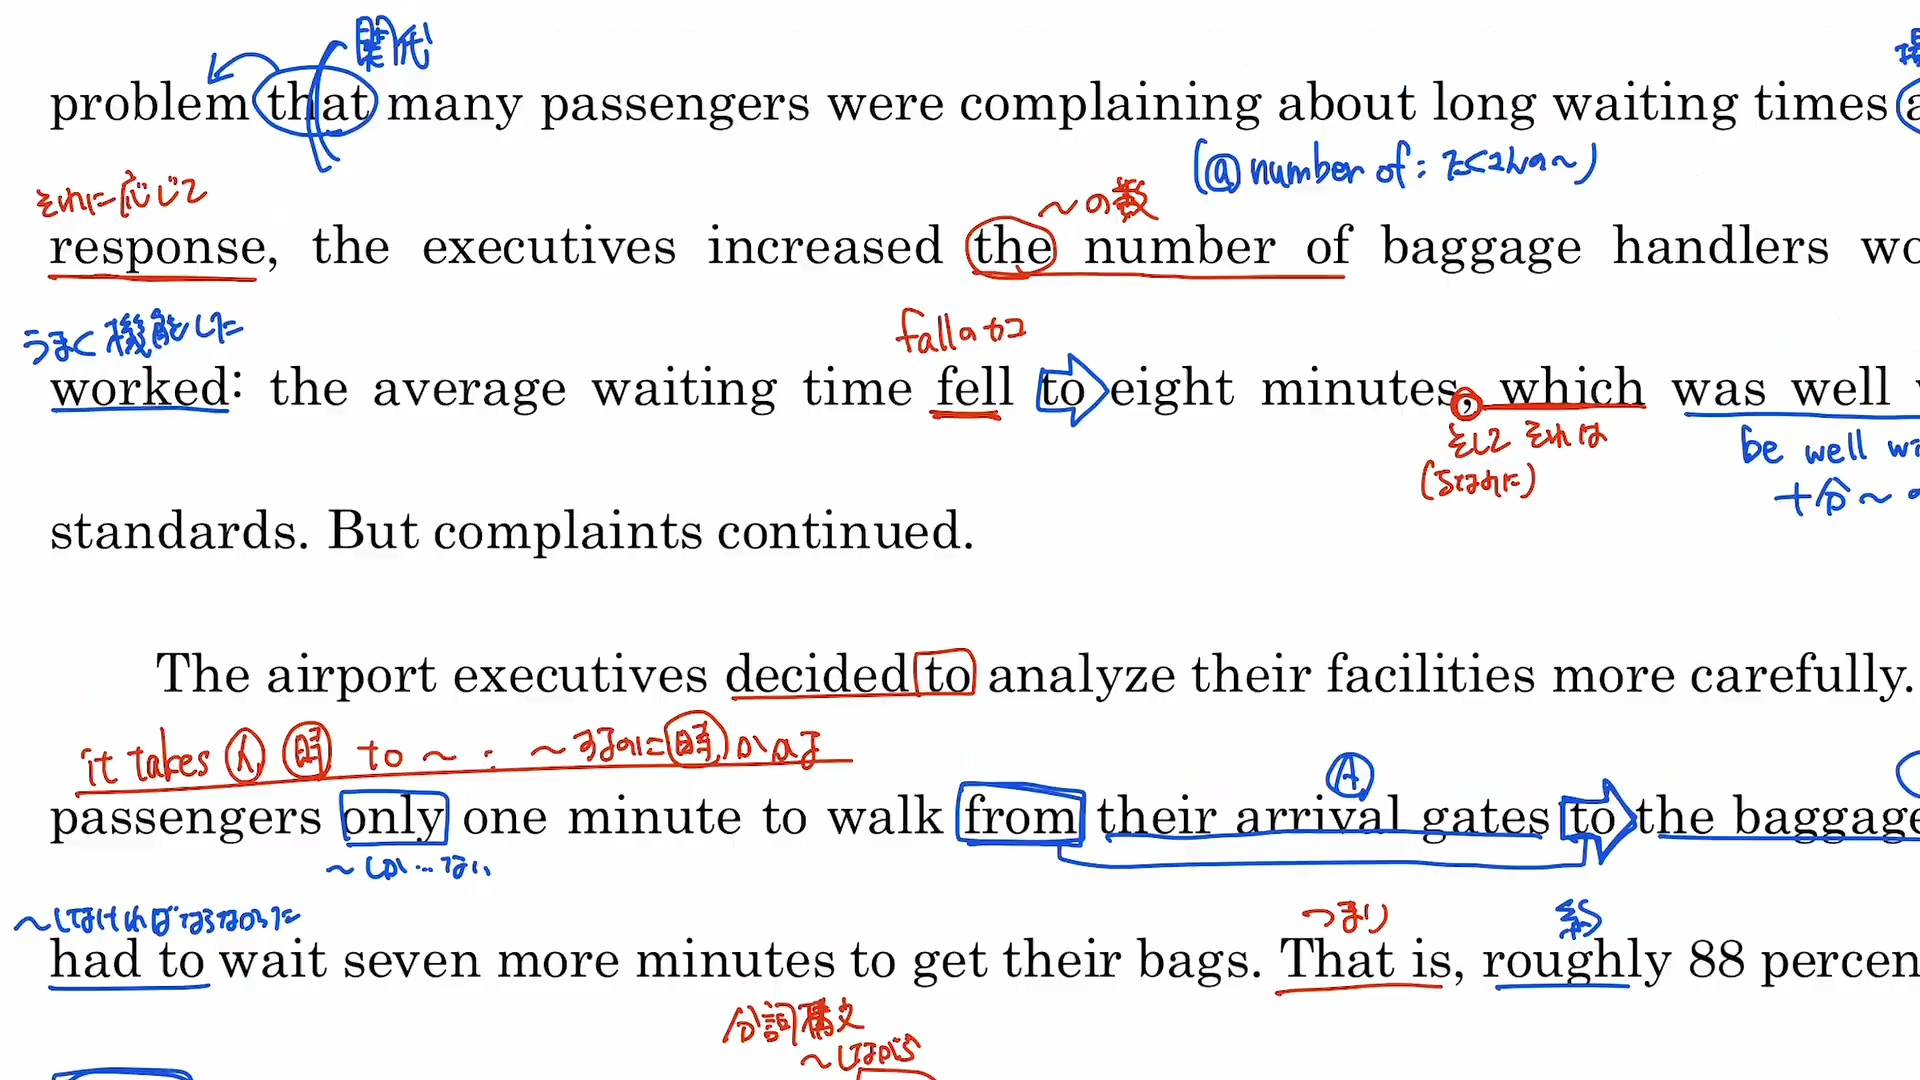 関代
problem that many passengers were complaining about long waiting times
(ⓐ number of : たくさんの〜)
それに応じて
〜の数
response, the executives increased the number of baggage handlers wo
うまく機能した
fallのカコ
worked: the average waiting time fell to eight minutes, which was well
そして それは
be well wi
(ちなみに)
十分〜の
standards. But complaints continued.
The airport executives decided to analyze their facilities more carefully.
it takes 人 時 to 〜 : 〜するのに時かかる
A
passengers only one minute to walk from their arrival gates to the baggage
〜しか…ない
〜しなければならなかった
つまり
約
had to wait seven more minutes to get their bags. That is, roughly 88 percen
分詞構文
〜しながら